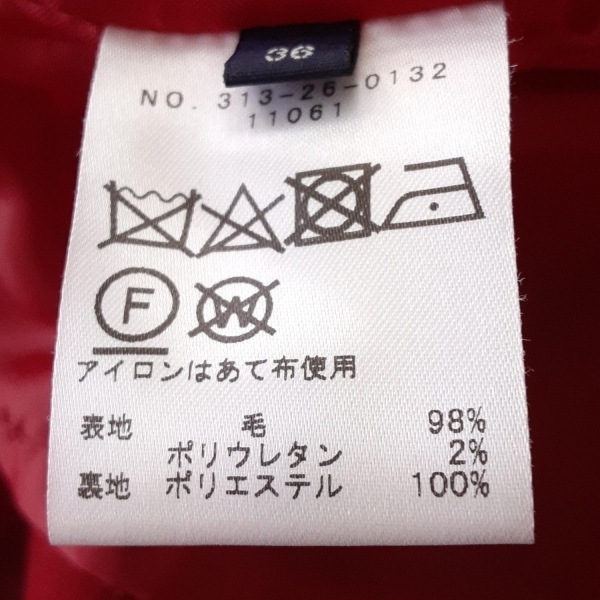 36
NO. 313-26-0132
11061
F W
アイロンはあて布使用
表地 毛 98%
ポリウレタン 2%
裏地 ポリエステル 100%